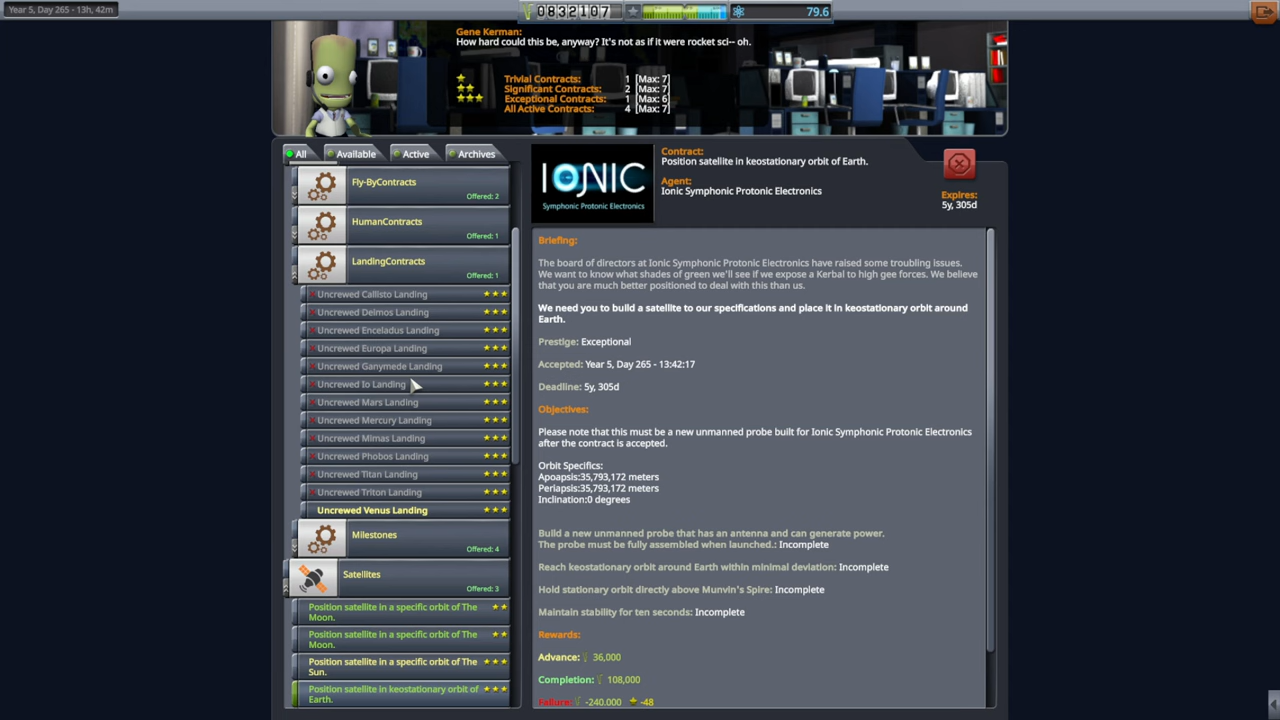 Year 5, Day 265 - 13h, 42m
0832107
79.6
Gene Kerman:
How hard could this be, anyway? It's not as if it were rocket sci-- oh.
Trivial Contracts: 1 [Max: 7]
Significant Contracts: 2 [Max: 7]
Exceptional Contracts: 1 [Max: 6]
All Active Contracts: 4 [Max: 7]
All
Available
Active
Archives
Fly-ByContracts
Offered: 2
HumanContracts
Offered: 1
LandingContracts
Offered: 1
Uncrewed Callisto Landing
Uncrewed Deimos Landing
Uncrewed Enceladus Landing
Uncrewed Europa Landing
Uncrewed Ganymede Landing
Uncrewed Io Landing
Uncrewed Mars Landing
Uncrewed Mercury Landing
Uncrewed Mimas Landing
Uncrewed Phobos Landing
Uncrewed Titan Landing
Uncrewed Triton Landing
Uncrewed Venus Landing
Milestones
Offered: 4
Satellites
Offered: 3
Position satellite in a specific orbit of The
Moon.
Position satellite in a specific orbit of The
Moon.
Position satellite in a specific orbit of The
Sun.
Position satellite in keostationary orbit of
Earth.
IONIC
Symphonic Protonic Electronics
Contract:
Position satellite in keostationary orbit of Earth.
Agent:
Ionic Symphonic Protonic Electronics
Expires:
5y, 305d
Briefing:
The board of directors at Ionic Symphonic Protonic Electronics have raised some troubling issues.
We want to know what shades of green we'll see if we expose a Kerbal to high gee forces. We believe
that you are much better positioned to deal with this than us.
We need you to build a satellite to our specifications and place it in keostationary orbit around
Earth.
Prestige: Exceptional
Accepted: Year 5, Day 265 - 13:42:17
Deadline: 5y, 305d
Objectives:
Please note that this must be a new unmanned probe built for Ionic Symphonic Protonic Electronics
after the contract is accepted.
Orbit Specifics:
Apoapsis:35,793,172 meters
Periapsis:35,793,172 meters
Inclination:0 degrees
Build a new unmanned probe that has an antenna and can generate power.
The probe must be fully assembled when launched.: Incomplete
Reach keostationary orbit around Earth within minimal deviation: Incomplete
Hold stationary orbit directly above Munvin's Spire: Incomplete
Maintain stability for ten seconds: Incomplete
Rewards:
Advance: 36,000
Completion: 108,000
Failure: -240,000 -48